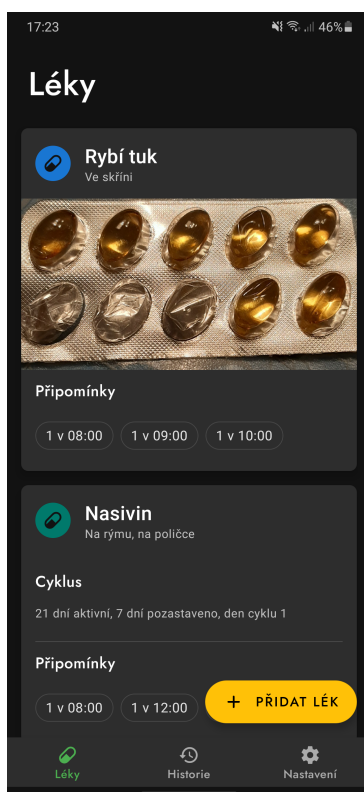 17:23 46%
Léky
Rybí tuk
Ve skříni
Připomínky
1 v 08:00 1 v 09:00 1 v 10:00
Nasivin
Na rýmu, na poličce
Cyklus
21 dní aktivní, 7 dní pozastaveno, den cyklu 1
Připomínky
1 v 08:00 1 v 12:00
+ PŘIDAT LÉK
Léky Historie Nastavení